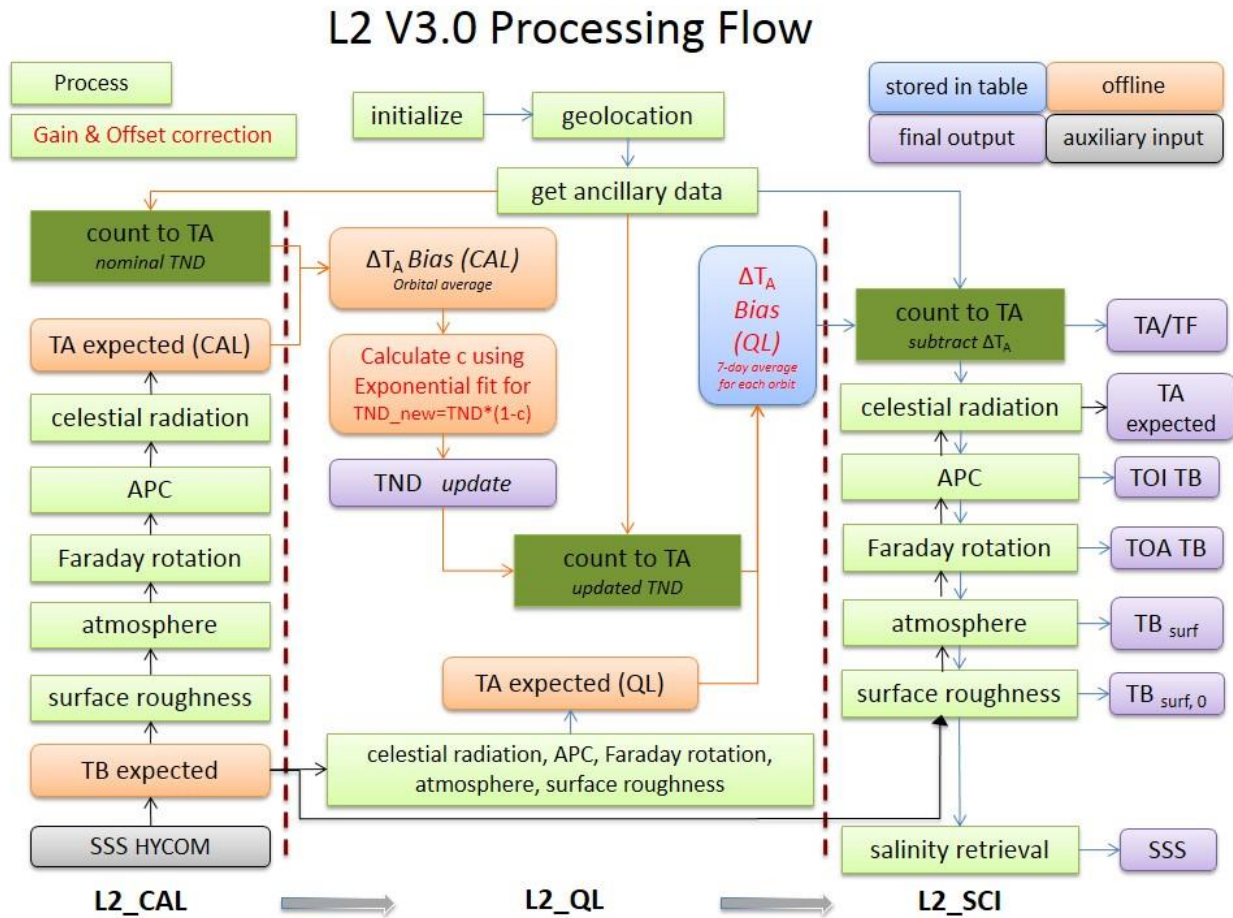 L2 V3.0 Processing Flow
Process
Gain & Offset correction
initialize
geolocation
stored in table
offline
final output
auxiliary input
get ancillary data
count to TA
nominal TND
TA expected (CAL)
celestial radiation
APC
Faraday rotation
atmosphere
surface roughness
TB expected
SSS HYCOM
ΔTA Bias (CAL)
Orbital average
Calculate c using
Exponential fit for
TND_new=TND*(1-c)
TND update
count to TA
updated TND
TA expected (QL)
celestial radiation, APC, Faraday rotation,
atmosphere, surface roughness
ΔTA
Bias
(QL)
7-day average
for each orbit
count to TA
subtract ΔTA
TA/TF
celestial radiation
TA
expected
APC
TOI TB
Faraday rotation
TOA TB
atmosphere
TB surf
surface roughness
TB surf, 0
salinity retrieval
SSS
L2_CAL
L2_QL
L2_SCI